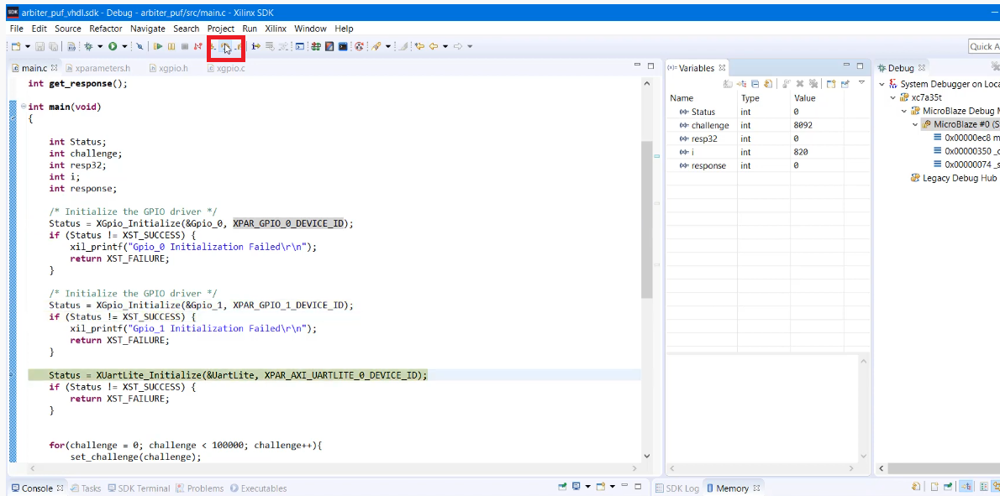 SDK arbiter_puf_vhdl.sdk - Debug - arbiter_puf/src/main.c - Xilinx SDK
File Edit Source Refactor Navigate Search Project Run Xilinx Window Help
Quick A
main.c xparameters.h xgpio.h xgpio.c
int get_response();
int main(void)
{
int Status;
int challenge;
int resp32;
int i;
int response;
/* Initialize the GPIO driver */
Status = XGpio_Initialize(&Gpio_0, XPAR_GPIO_0_DEVICE_ID);
if (Status != XST_SUCCESS) {
xil_printf("Gpio_0 Initialization Failed\r\n");
return XST_FAILURE;
}
/* Initialize the GPIO driver */
Status = XGpio_Initialize(&Gpio_1, XPAR_GPIO_1_DEVICE_ID);
if (Status != XST_SUCCESS) {
xil_printf("Gpio_1 Initialization Failed\r\n");
return XST_FAILURE;
}
Status = XUartLite_Initialize(&UartLite, XPAR_AXI_UARTLITE_0_DEVICE_ID);
if (Status != XST_SUCCESS) {
return XST_FAILURE;
}
for(challenge = 0; challenge < 100000; challenge++){
set_challenge(challenge);
Variables
Name Type Value
Status int 0
challenge int 8092
resp32 int 0
i int 820
response int 0
Debug
System Debugger on Loca
xc7a35t
MicroBlaze Debug M
MicroBlaze #0 (S
0x00000ec8 m
0x00000350 _c
0x00000074 _s
Legacy Debug Hub
Console Tasks SDK Terminal Problems Executables
SDK Log Memory